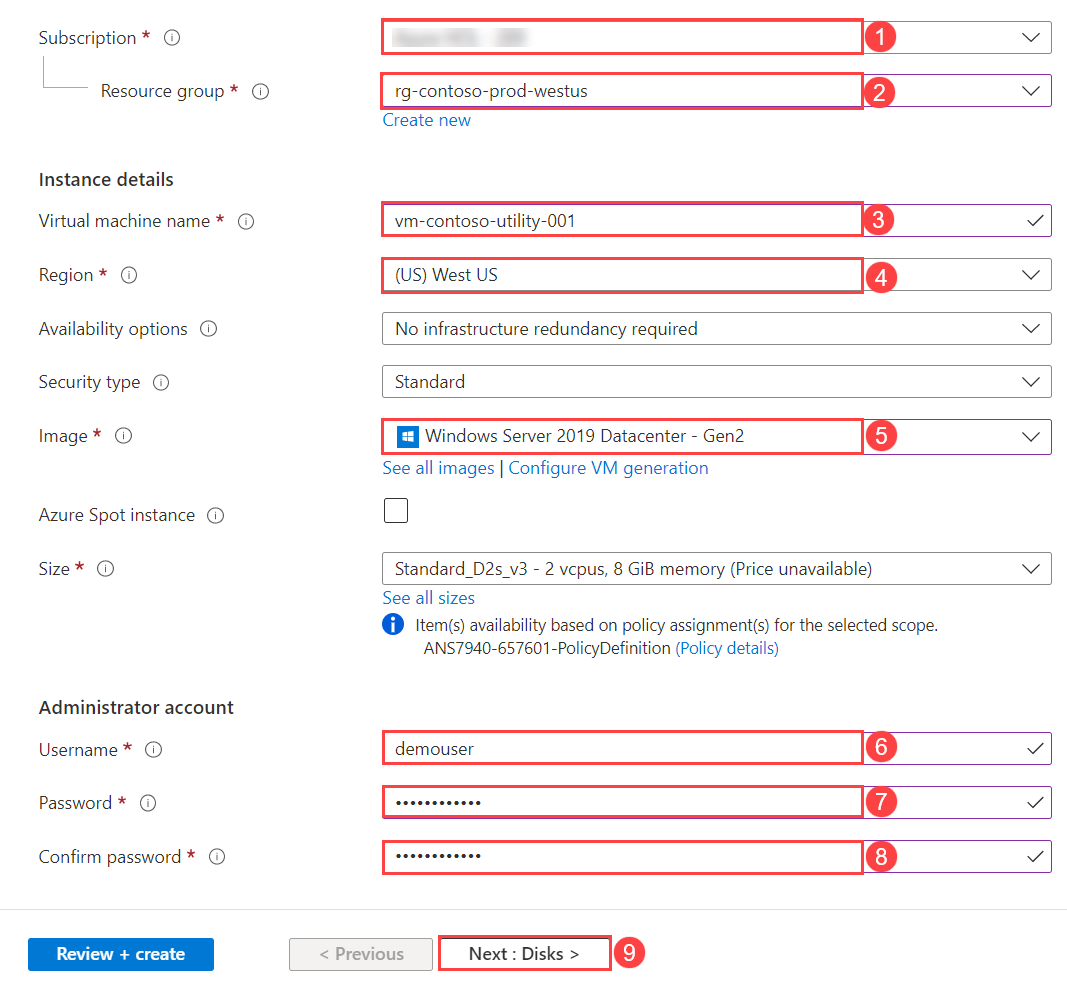 Subscription *
1
Resource group * rg-contoso-prod-westus 2
Create new
Instance details
Virtual machine name * vm-contoso-utility-001 3
Region * (US) West US 4
Availability options No infrastructure redundancy required
Security type Standard
Image * Windows Server 2019 Datacenter - Gen2 5
See all images | Configure VM generation
Azure Spot instance
Size * Standard_D2s_v3 - 2 vcpus, 8 GiB memory (Price unavailable)
See all sizes
Item(s) availability based on policy assignment(s) for the selected scope.
ANS7940-657601-PolicyDefinition (Policy details)
Administrator account
Username * demouser 6
Password * •••••••••••• 7
Confirm password * •••••••••••• 8
Review + create < Previous Next : Disks > 9